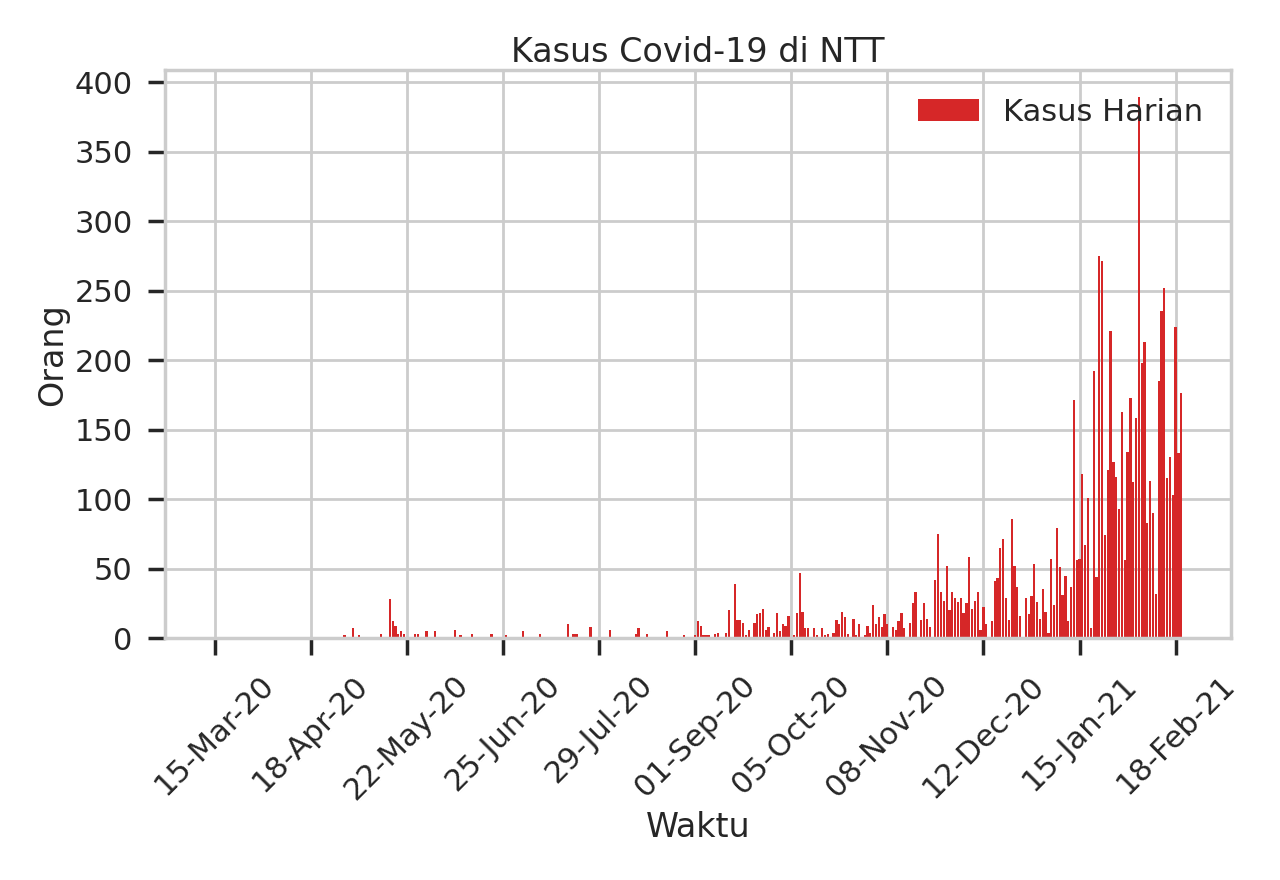 Kasus Covid-19 di NTT
Kasus Harian
400
350
300
250
200
150
100
50
0
Orang
15-Mar-20
18-Apr-20
22-May-20
25-Jun-20
29-Jul-20
01-Sep-20
05-Oct-20
08-Nov-20
12-Dec-20
15-Jan-21
18-Feb-21
Waktu